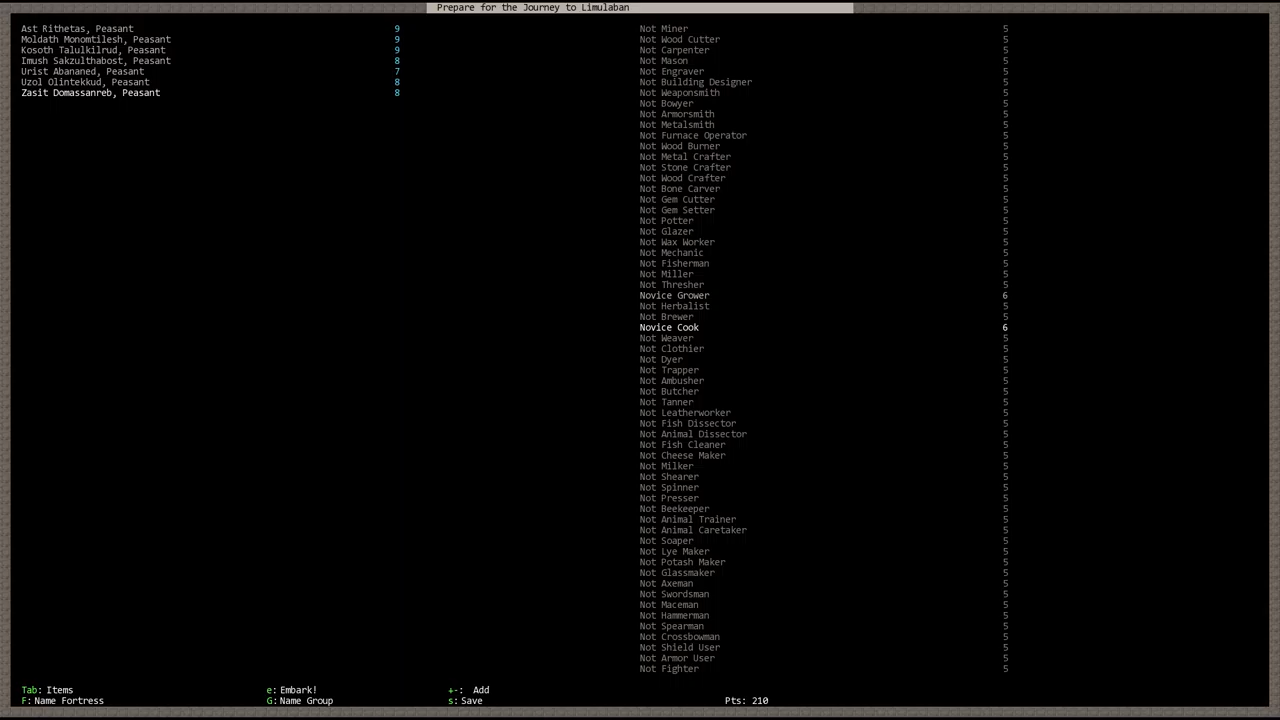 Prepare for the Journey to Limulaban
Ast Rithetas, Peasant 9 Not Miner 5
Moldath Monomtilesh, Peasant 9 Not Wood Cutter 5
Kosoth Talulkilrud, Peasant 9 Not Carpenter 5
Imush Sakzulthabost, Peasant 8 Not Mason 5
Urist Abananed, Peasant 7 Not Engraver 5
Uzol Olintekkud, Peasant 8 Not Building Designer 5
Zasit Domassanreb, Peasant 8 Not Weaponsmith 5
Not Bowyer 5
Not Armorsmith 5
Not Metalsmith 5
Not Furnace Operator 5
Not Wood Burner 5
Not Metal Crafter 5
Not Stone Crafter 5
Not Wood Crafter 5
Not Bone Carver 5
Not Gem Cutter 5
Not Gem Setter 5
Not Potter 5
Not Glazer 5
Not Wax Worker 5
Not Mechanic 5
Not Fisherman 5
Not Miller 5
Not Thresher 5
Novice Grower 6
Not Herbalist 5
Not Brewer 5
Novice Cook 6
Not Weaver 5
Not Clothier 5
Not Dyer 5
Not Trapper 5
Not Ambusher 5
Not Butcher 5
Not Tanner 5
Not Leatherworker 5
Not Fish Dissector 5
Not Animal Dissector 5
Not Fish Cleaner 5
Not Cheese Maker 5
Not Milker 5
Not Shearer 5
Not Spinner 5
Not Presser 5
Not Beekeeper 5
Not Animal Trainer 5
Not Animal Caretaker 5
Not Soaper 5
Not Lye Maker 5
Not Potash Maker 5
Not Glassmaker 5
Not Axeman 5
Not Swordsman 5
Not Maceman 5
Not Hammerman 5
Not Spearman 5
Not Crossbowman 5
Not Shield User 5
Not Armor User 5
Not Fighter 5
Tab: Items e: Embark! +-: Add
F: Name Fortress G: Name Group s: Save Pts: 210